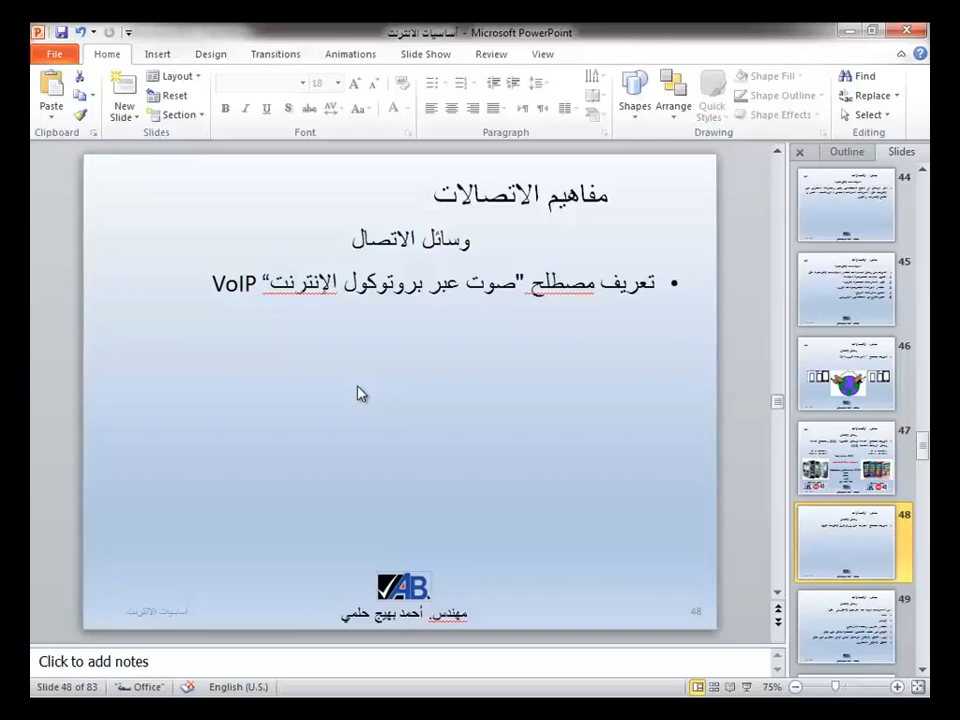 أساسيات الانترنت - Microsoft PowerPoint
File Home Insert Design Transitions Animations Slide Show Review View
Paste
Clipboard
New Slide
Layout
Reset
Section
Slides
18
B I U S abc AV Aa A
Font
Paragraph
Shapes Arrange Quick Styles
Shape Fill
Shape Outline
Shape Effects
Drawing
Find
Replace
Select
Editing
Outline Slides
مفاهيم الاتصالات
وسائل الاتصال
• تعريف مصطلح "صوت عبر بروتوكول الإنترنت“ VoIP
AB
مهندس. أحمد بهيج حلمي
أساسيات الانترنت
48
44
45
46
47
48
49
Click to add notes
Slide 48 of 83
"Office سمة"
English (U.S.)
75%